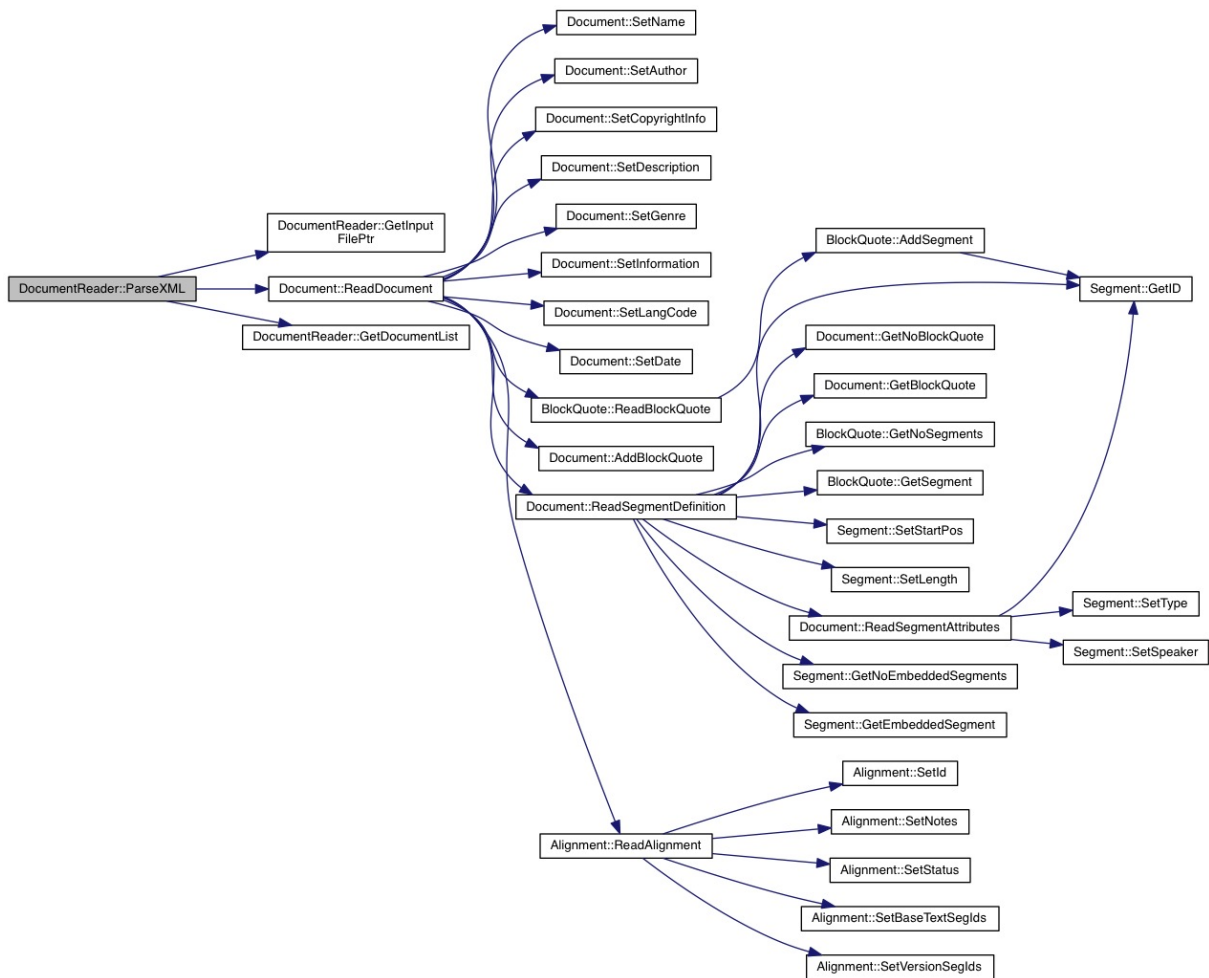 DocumentReader::ParseXML
DocumentReader::GetInput
FilePtr
Document::ReadDocument
DocumentReader::GetDocumentList
Document::SetName
Document::SetAuthor
Document::SetCopyrightInfo
Document::SetDescription
Document::SetGenre
Document::SetInformation
Document::SetLangCode
Document::SetDate
BlockQuote::ReadBlockQuote
Document::AddBlockQuote
Document::ReadSegmentDefinition
Alignment::ReadAlignment
BlockQuote::AddSegment
Document::GetNoBlockQuote
Document::GetBlockQuote
BlockQuote::GetNoSegments
BlockQuote::GetSegment
Segment::SetStartPos
Segment::SetLength
Document::ReadSegmentAttributes
Segment::GetNoEmbeddedSegments
Segment::GetEmbeddedSegment
Alignment::SetId
Alignment::SetNotes
Alignment::SetStatus
Alignment::SetBaseTextSegIds
Alignment::SetVersionSegIds
Segment::GetID
Segment::SetType
Segment::SetSpeaker